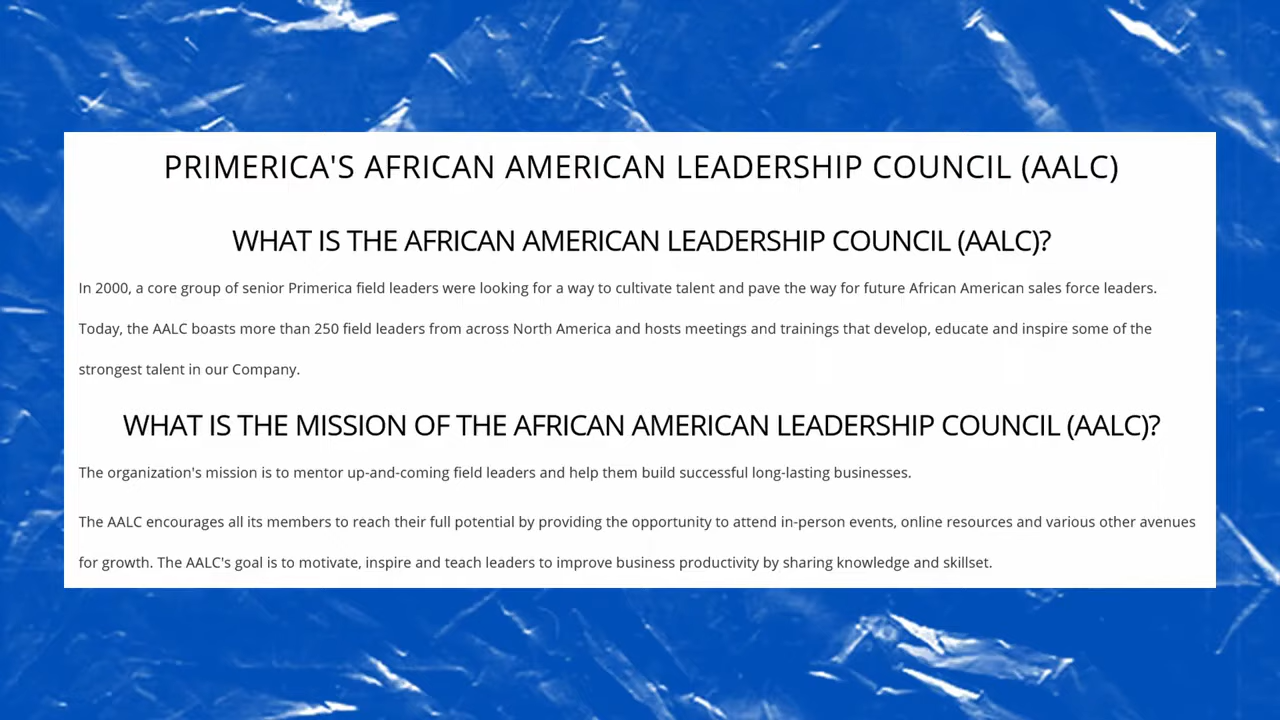 PRIMERICA'S AFRICAN AMERICAN LEADERSHIP COUNCIL (AALC)
WHAT IS THE AFRICAN AMERICAN LEADERSHIP COUNCIL (AALC)?
In 2000, a core group of senior Primerica field leaders were looking for a way to cultivate talent and pave the way for future African American sales force leaders.
Today, the AALC boasts more than 250 field leaders from across North America and hosts meetings and trainings that develop, educate and inspire some of the
strongest talent in our Company.
WHAT IS THE MISSION OF THE AFRICAN AMERICAN LEADERSHIP COUNCIL (AALC)?
The organization's mission is to mentor up-and-coming field leaders and help them build successful long-lasting businesses.
The AALC encourages all its members to reach their full potential by providing the opportunity to attend in-person events, online resources and various other avenues
for growth. The AALC's goal is to motivate, inspire and teach leaders to improve business productivity by sharing knowledge and skillset.